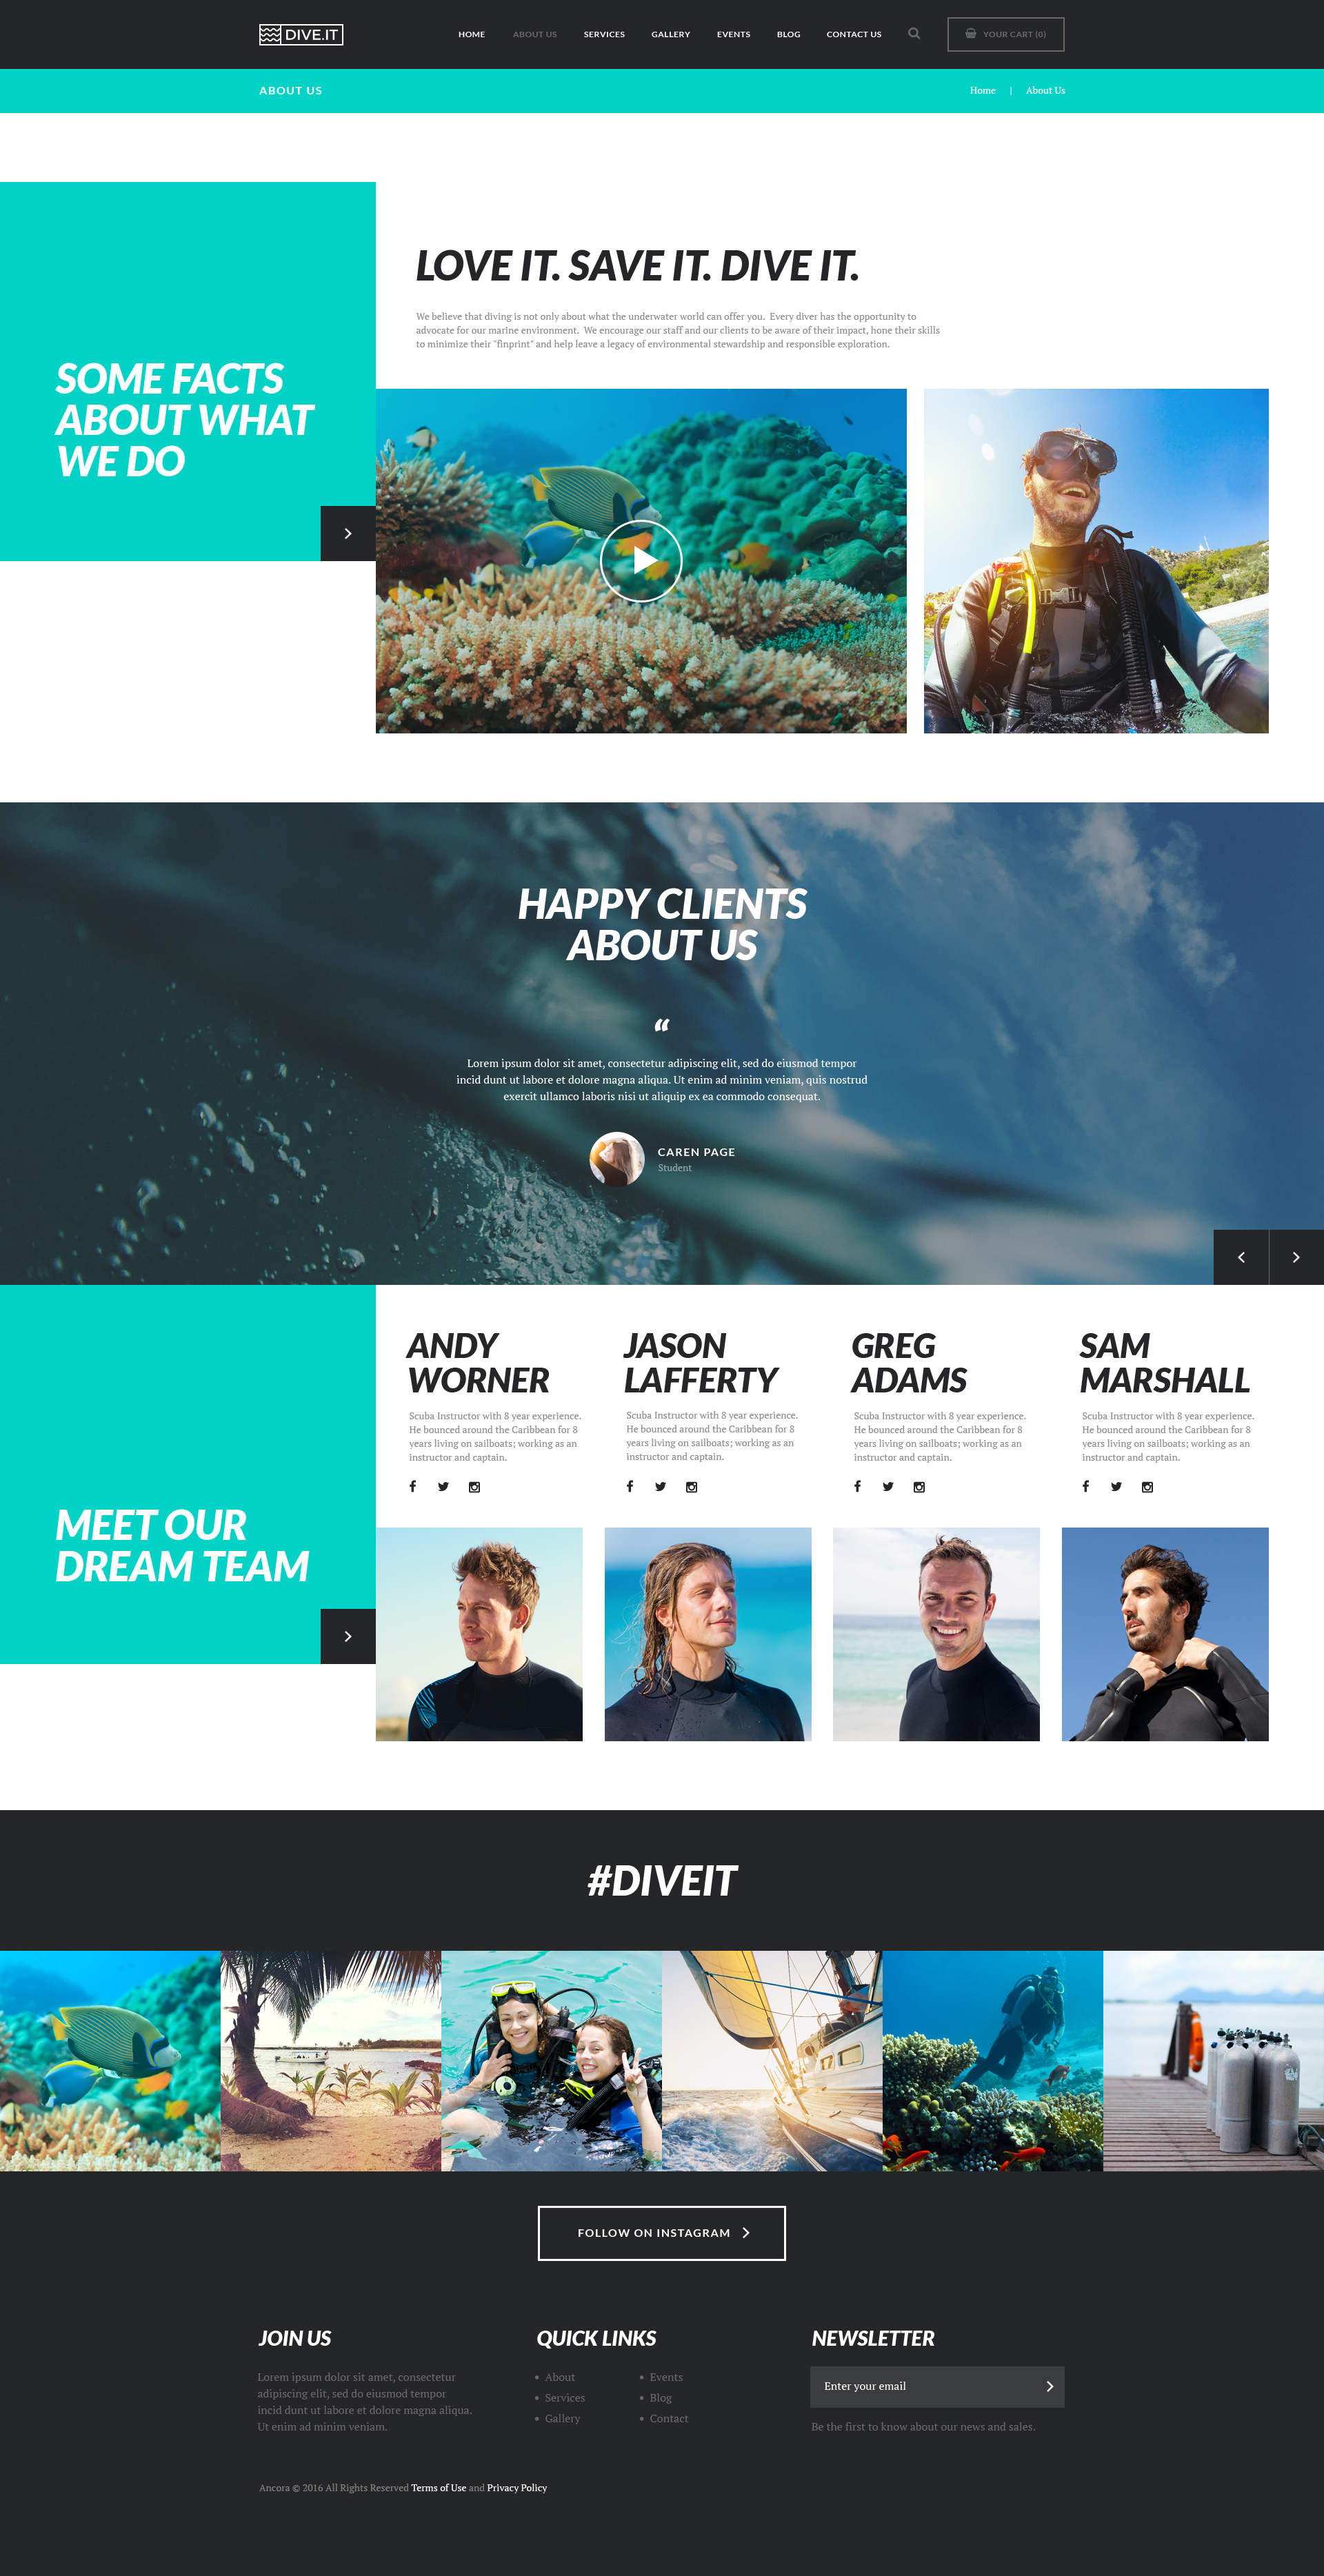 DIVE.IT
HOME ABOUT US SERVICES GALLERY EVENTS BLOG CONTACT US YOUR CART (0)
ABOUT US
Home | About Us
SOME FACTS
ABOUT WHAT
WE DO
LOVE IT. SAVE IT. DIVE IT.
We believe that diving is not only about what the underwater world can offer you. Every diver has the opportunity to
advocate for our marine environment. We encourage our staff and our clients to be aware of their impact, hone their skills
to minimize their "finprint" and help leave a legacy of environmental stewardship and responsible exploration.
HAPPY CLIENTS
ABOUT US
“
Lorem ipsum dolor sit amet, consectetur adipiscing elit, sed do eiusmod tempor
incid dunt ut labore et dolore magna aliqua. Ut enim ad minim veniam, quis nostrud
exercit ullamco laboris nisi ut aliquip ex ea commodo consequat.
CAREN PAGE
Student
MEET OUR
DREAM TEAM
ANDY
WORNER
Scuba Instructor with 8 year experience.
He bounced around the Caribbean for 8
years living on sailboats; working as an
instructor and captain.
JASON
LAFFERTY
Scuba Instructor with 8 year experience.
He bounced around the Caribbean for 8
years living on sailboats; working as an
instructor and captain.
GREG
ADAMS
Scuba Instructor with 8 year experience.
He bounced around the Caribbean for 8
years living on sailboats; working as an
instructor and captain.
SAM
MARSHALL
Scuba Instructor with 8 year experience.
He bounced around the Caribbean for 8
years living on sailboats; working as an
instructor and captain.
#DIVEIT
FOLLOW ON INSTAGRAM
JOIN US
Lorem ipsum dolor sit amet, consectetur
adipiscing elit, sed do eiusmod tempor
incid dunt ut labore et dolore magna aliqua.
Ut enim ad minim veniam.
QUICK LINKS
• About
• Services
• Gallery
• Events
• Blog
• Contact
NEWSLETTER
Enter your email
Be the first to know about our news and sales.
Ancora © 2016 All Rights Reserved Terms of Use and Privacy Policy